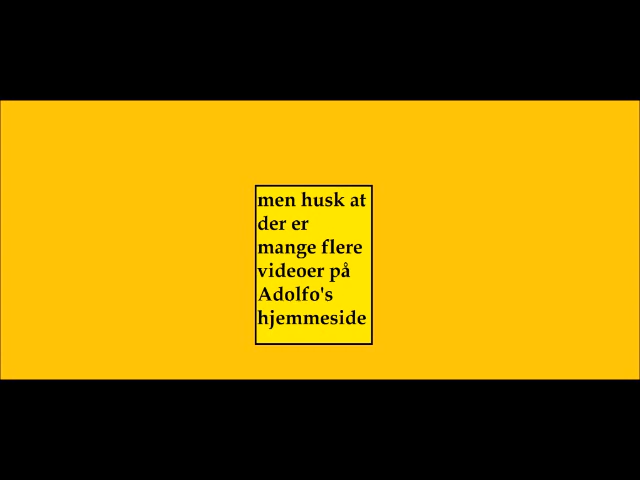 men husk at
der er
mange flere
videoer på
Adolfo's
hjemmeside